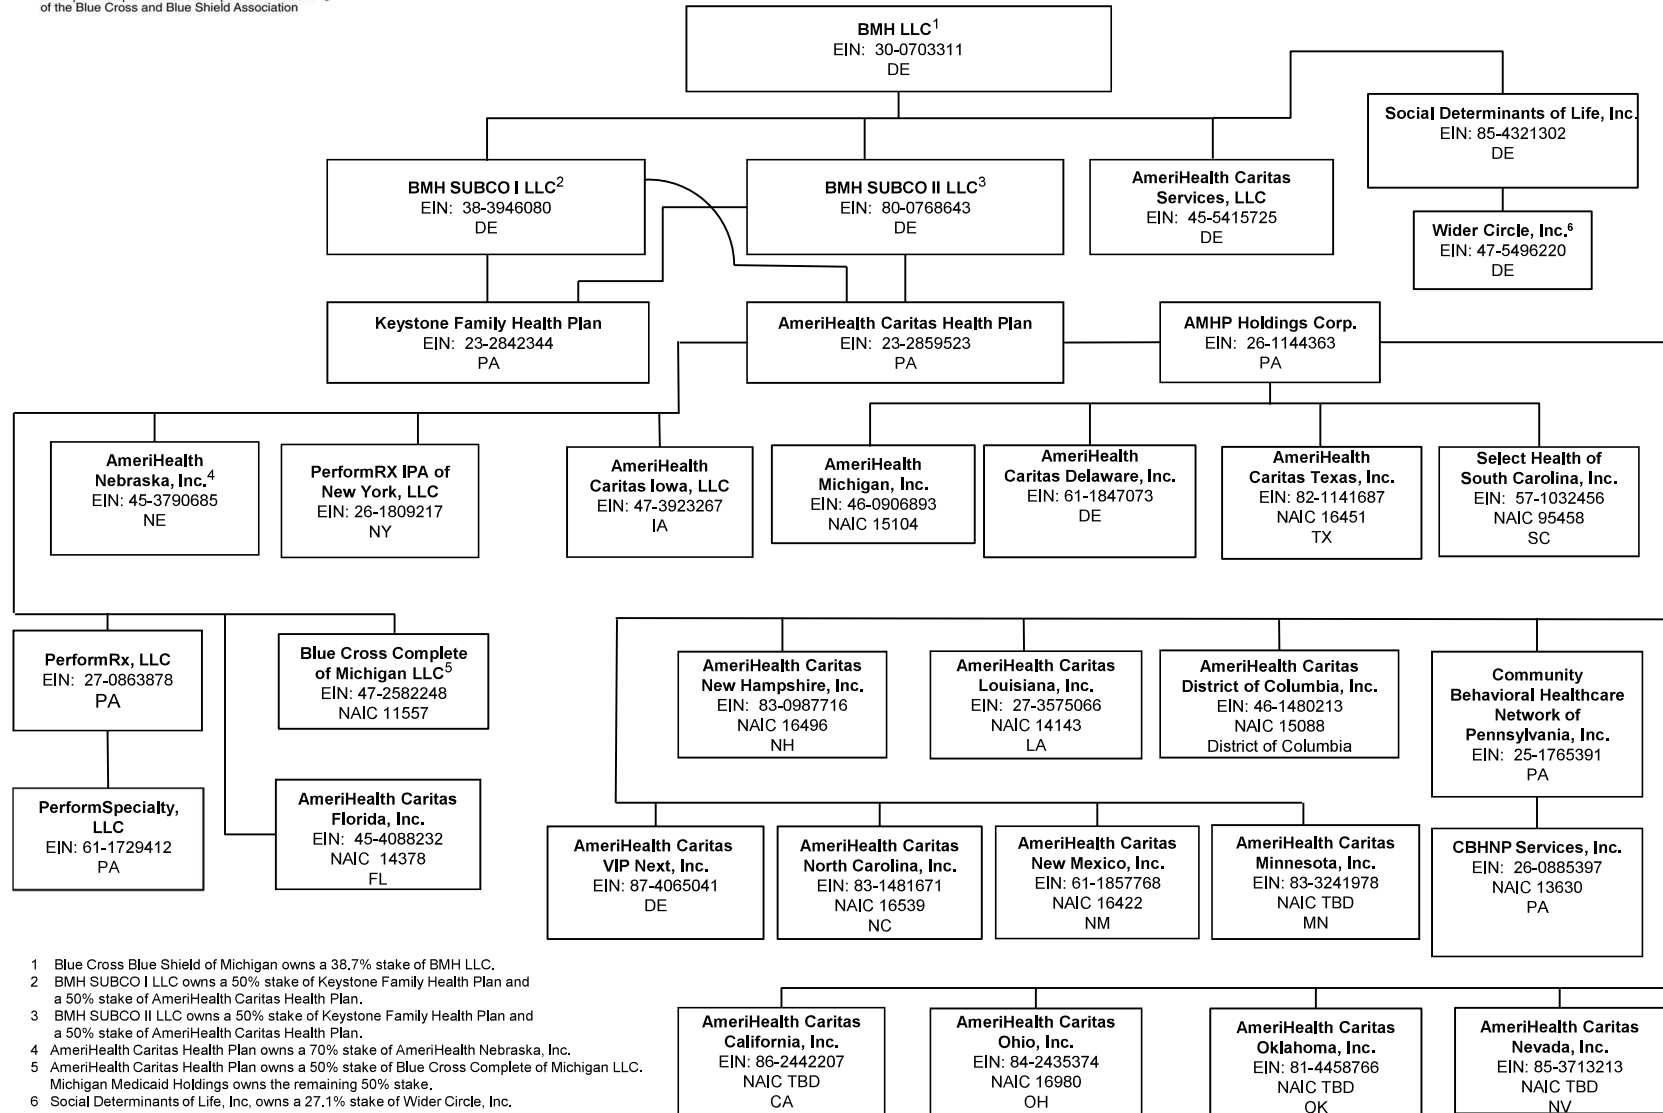 of the Blue Cross and Blue Shield Association
BMH LLC1
EIN: 30-0703311
DE
Social Determinants of Life, Inc.
EIN: 85-4321302
DE
BMH SUBCO I LLC2
EIN: 38-3946080
DE
BMH SUBCO II LLC3
EIN: 80-0768643
DE
AmeriHealth Caritas
Services, LLC
EIN: 45-5415725
DE
Wider Circle, Inc.6
EIN: 47-5496220
DE
Keystone Family Health Plan
EIN: 23-2842344
PA
AmeriHealth Caritas Health Plan
EIN: 23-2859523
PA
AMHP Holdings Corp.
EIN: 26-1144363
PA
AmeriHealth
Nebraska, Inc.4
EIN: 45-3790685
NE
PerformRX IPA of
New York, LLC
EIN: 26-1809217
NY
AmeriHealth
Caritas Iowa, LLC
EIN: 47-3923267
IA
AmeriHealth
Michigan, Inc.
EIN: 46-0906893
NAIC 15104
AmeriHealth
Caritas Delaware, Inc.
EIN: 61-1847073
DE
AmeriHealth
Caritas Texas, Inc.
EIN: 82-1141687
NAIC 16451
TX
Select Health of
South Carolina, Inc.
EIN: 57-1032456
NAIC 95458
SC
PerformRx, LLC
EIN: 27-0863878
PA
Blue Cross Complete
of Michigan LLC5
EIN: 47-2582248
NAIC 11557
AmeriHealth Caritas
New Hampshire, Inc.
EIN: 83-0987716
NAIC 16496
NH
AmeriHealth Caritas
Louisiana, Inc.
EIN: 27-3575066
NAIC 14143
LA
AmeriHealth Caritas
District of Columbia, Inc.
EIN: 46-1480213
NAIC 15088
District of Columbia
Community
Behavioral Healthcare
Network of
Pennsylvania, Inc.
EIN: 25-1765391
PA
PerformSpecialty,
LLC
EIN: 61-1729412
PA
AmeriHealth Caritas
Florida, Inc.
EIN: 45-4088232
NAIC 14378
FL
AmeriHealth Caritas
VIP Next, Inc.
EIN: 87-4065041
DE
AmeriHealth Caritas
North Carolina, Inc.
EIN: 83-1481671
NAIC 16539
NC
AmeriHealth Caritas
New Mexico, Inc.
EIN: 61-1857768
NAIC 16422
NM
AmeriHealth Caritas
Minnesota, Inc.
EIN: 83-3241978
NAIC TBD
MN
CBHNP Services, Inc.
EIN: 26-0885397
NAIC 13630
PA
1 Blue Cross Blue Shield of Michigan owns a 38.7% stake of BMH LLC.
2 BMH SUBCO I LLC owns a 50% stake of Keystone Family Health Plan and
a 50% stake of AmeriHealth Caritas Health Plan.
3 BMH SUBCO II LLC owns a 50% stake of Keystone Family Health Plan and
a 50% stake of AmeriHealth Caritas Health Plan.
4 AmeriHealth Caritas Health Plan owns a 70% stake of AmeriHealth Nebraska, Inc.
5 AmeriHealth Caritas Health Plan owns a 50% stake of Blue Cross Complete of Michigan LLC.
Michigan Medicaid Holdings owns the remaining 50% stake.
6 Social Determinants of Life, Inc, owns a 27.1% stake of Wider Circle, Inc.
AmeriHealth Caritas
California, Inc.
EIN: 86-2442207
NAIC TBD
CA
AmeriHealth Caritas
Ohio, Inc.
EIN: 84-2435374
NAIC 16980
OH
AmeriHealth Caritas
Oklahoma, Inc.
EIN: 81-4458766
NAIC TBD
OK
AmeriHealth Caritas
Nevada, Inc.
EIN: 85-3713213
NAIC TBD
NV